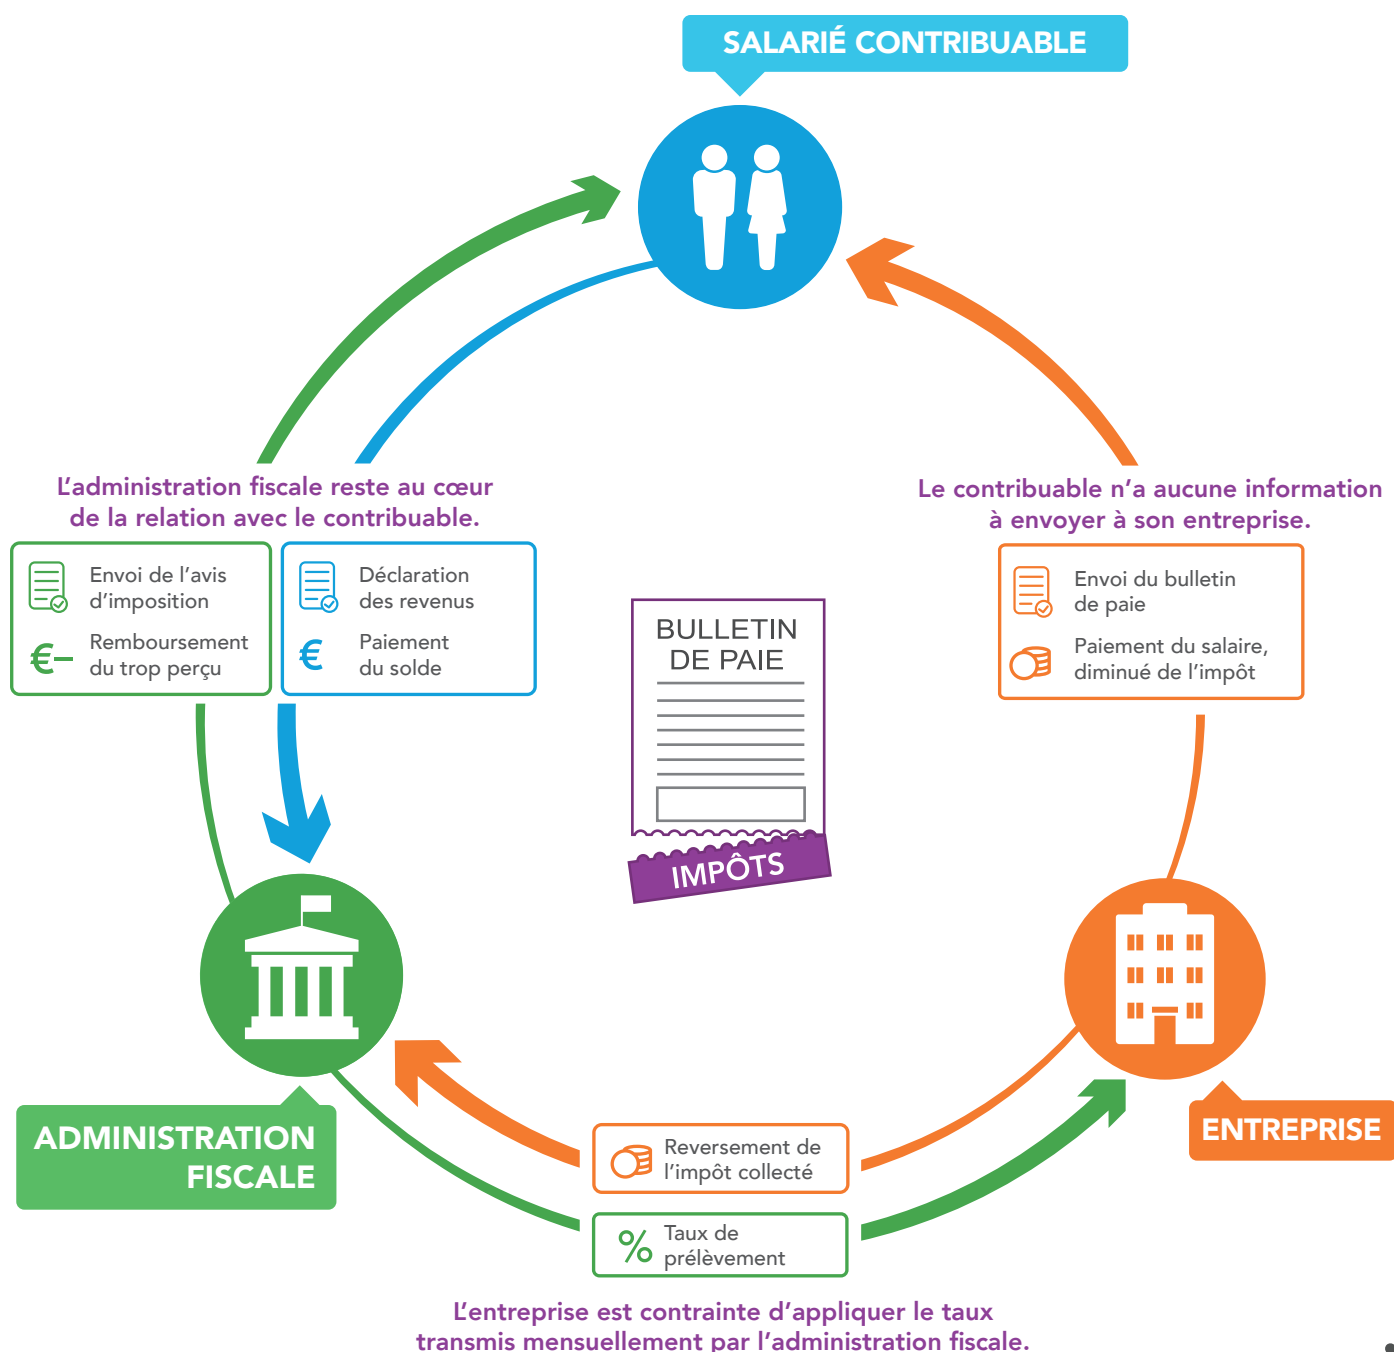 SALARIÉ CONTRIBUABLE
L’administration fiscale reste au cœur
de la relation avec le contribuable.
Envoi de l’avis
d’imposition
€–
Remboursement
du trop perçu
Déclaration
des revenus
€
Paiement
du solde
Le contribuable n’a aucune information
à envoyer à son entreprise.
Envoi du bulletin
de paie
Paiement du salaire,
diminué de l’impôt
BULLETIN
DE PAIE
IMPÔTS
ADMINISTRATION
FISCALE
ENTREPRISE
Reversement de
l’impôt collecté
%
Taux de
prélèvement
L’entreprise est contrainte d’appliquer le taux
transmis mensuellement par l’administration fiscale.